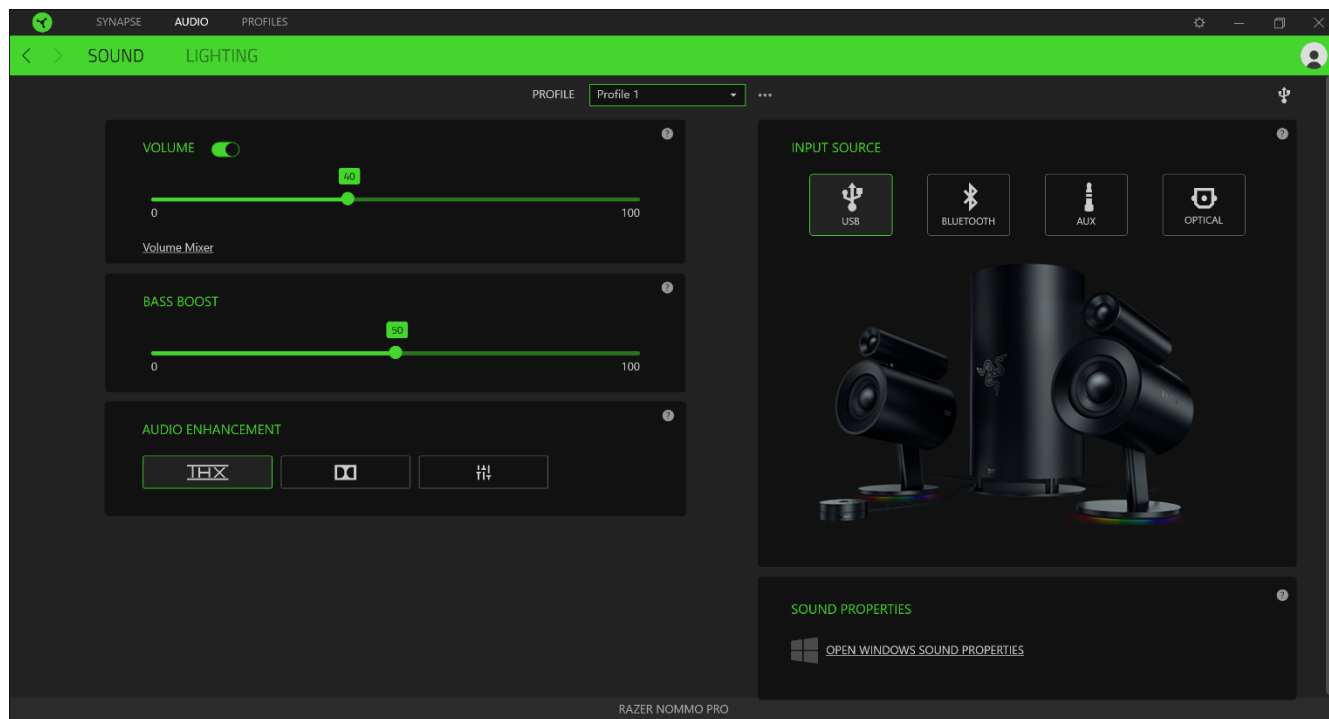 SYNAPSE AUDIO PROFILES
SOUND LIGHTING
PROFILE Profile 1
VOLUME
40
0 100
Volume Mixer
BASS BOOST
50
0 100
AUDIO ENHANCEMENT
THX
INPUT SOURCE
USB BLUETOOTH AUX OPTICAL
SOUND PROPERTIES
OPEN WINDOWS SOUND PROPERTIES
RAZER NOMMO PRO